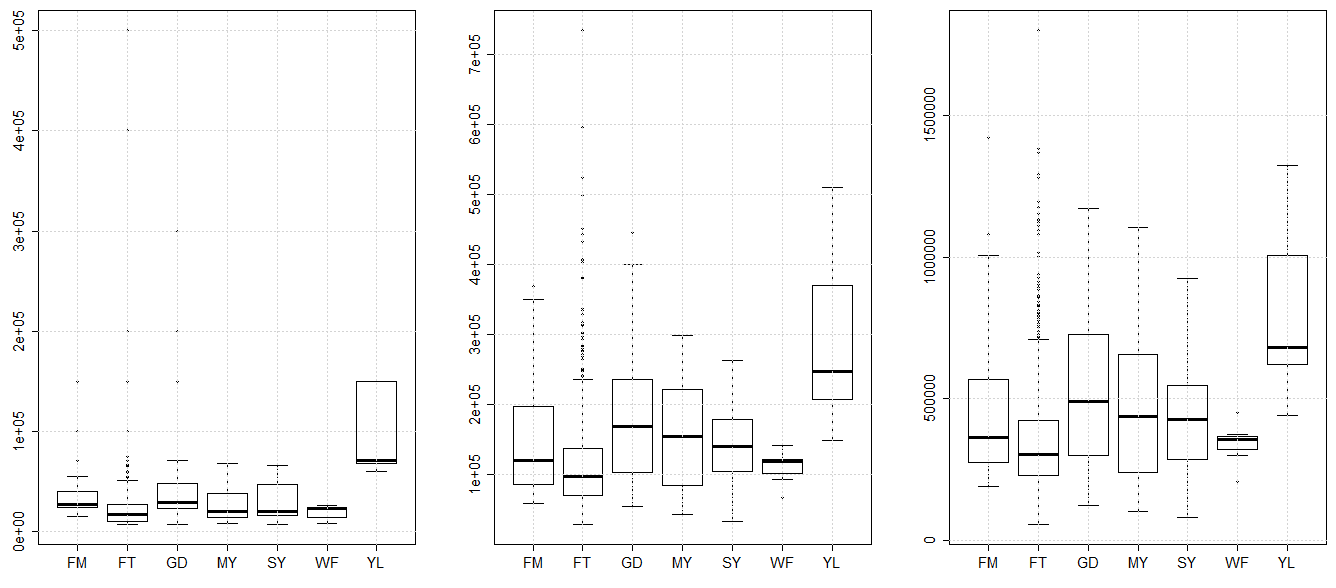 5e+05
4e+05
3e+05
2e+05
1e+05
0e+00
FM FT GD MY SY WF YL
7e+05
6e+05
5e+05
4e+05
3e+05
2e+05
1e+05
FM FT GD MY SY WF YL
1500000
1000000
500000
0
FM FT GD MY SY WF YL